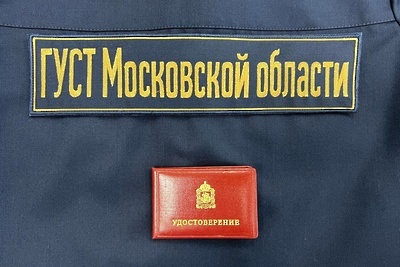 ГУСТ Московской области
УДОСТОВЕРЕНИЕ